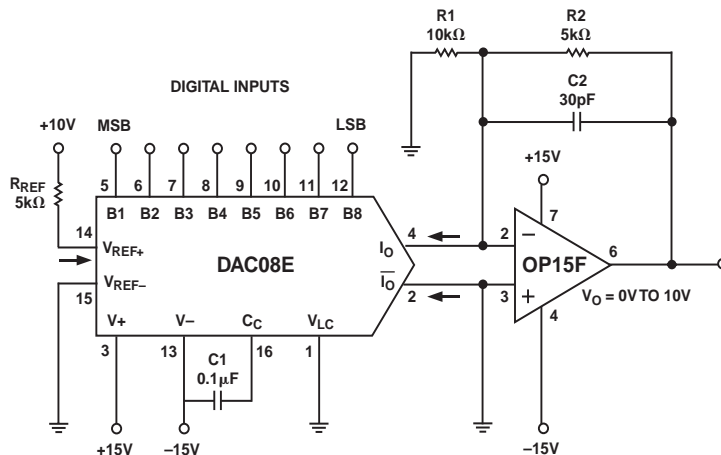 R1
10kΩ
R2
5kΩ
C2
30pF
DIGITAL INPUTS
+10V
MSB
LSB
+15V
RREF
5kΩ
5
6
7
8
9
10
11
12
B1
B2
B3
B4
B5
B6
B7
B8
14
VREF+
DAC08E
IO
4
2
−
7
OP15F
6
15
VREF−
IO
2
3
+
VO = 0V TO 10V
V+
V−
CC
VLC
4
3
13
16
1
C1
0.1µF
+15V
−15V
−15V